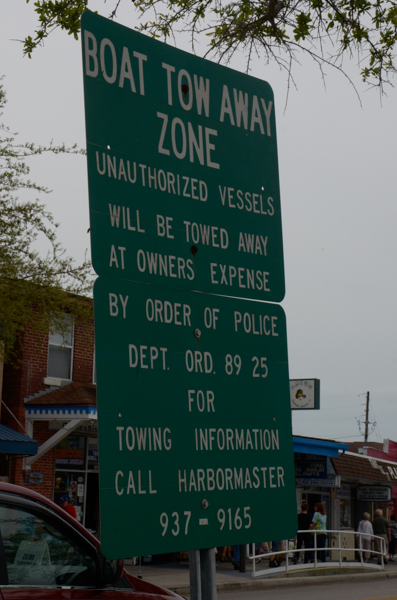 BOAT TOW AWAY
ZONE
UNAUTHORIZED VESSELS
WILL BE TOWED AWAY
AT OWNERS EXPENSE
BY ORDER OF POLICE
DEPT. ORD. 89 25
FOR
TOWING INFORMATION
CALL HARBORMASTER
937-9165